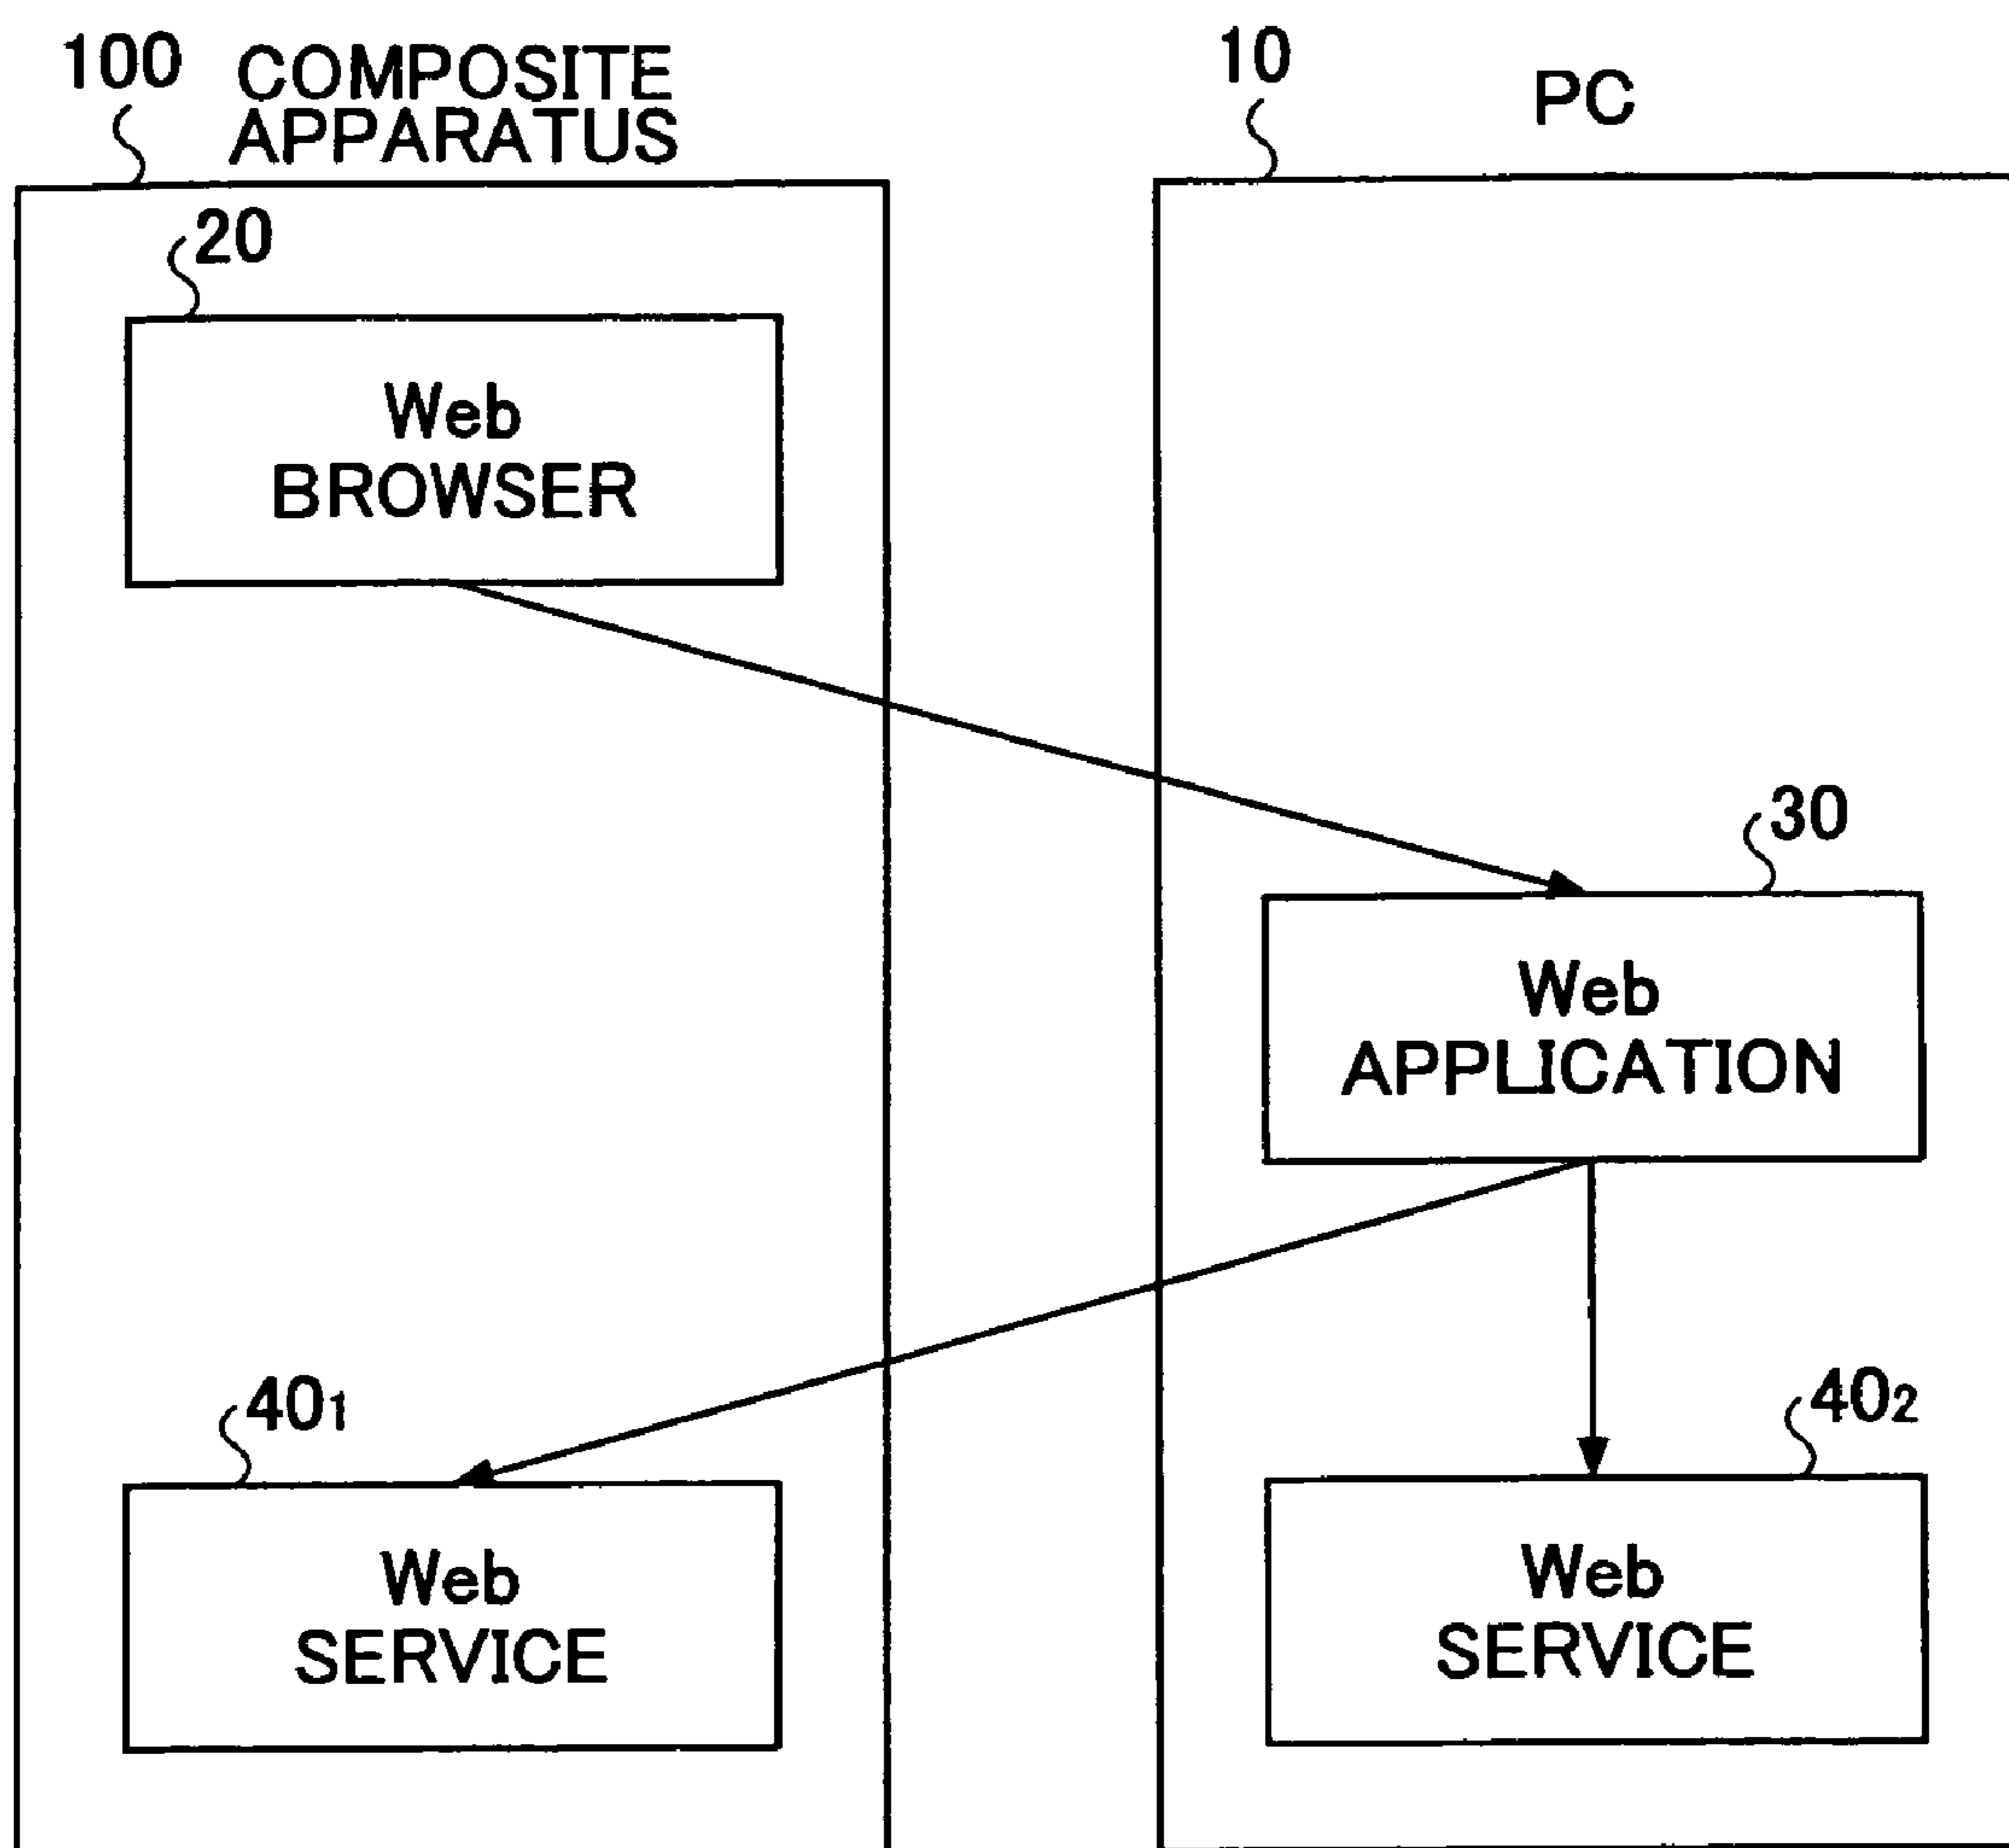 100 COMPOSITE
APPARATUS
10
PC
20
Web
BROWSER
30
Web
APPLICATION
40₁
Web
SERVICE
40₂
Web
SERVICE